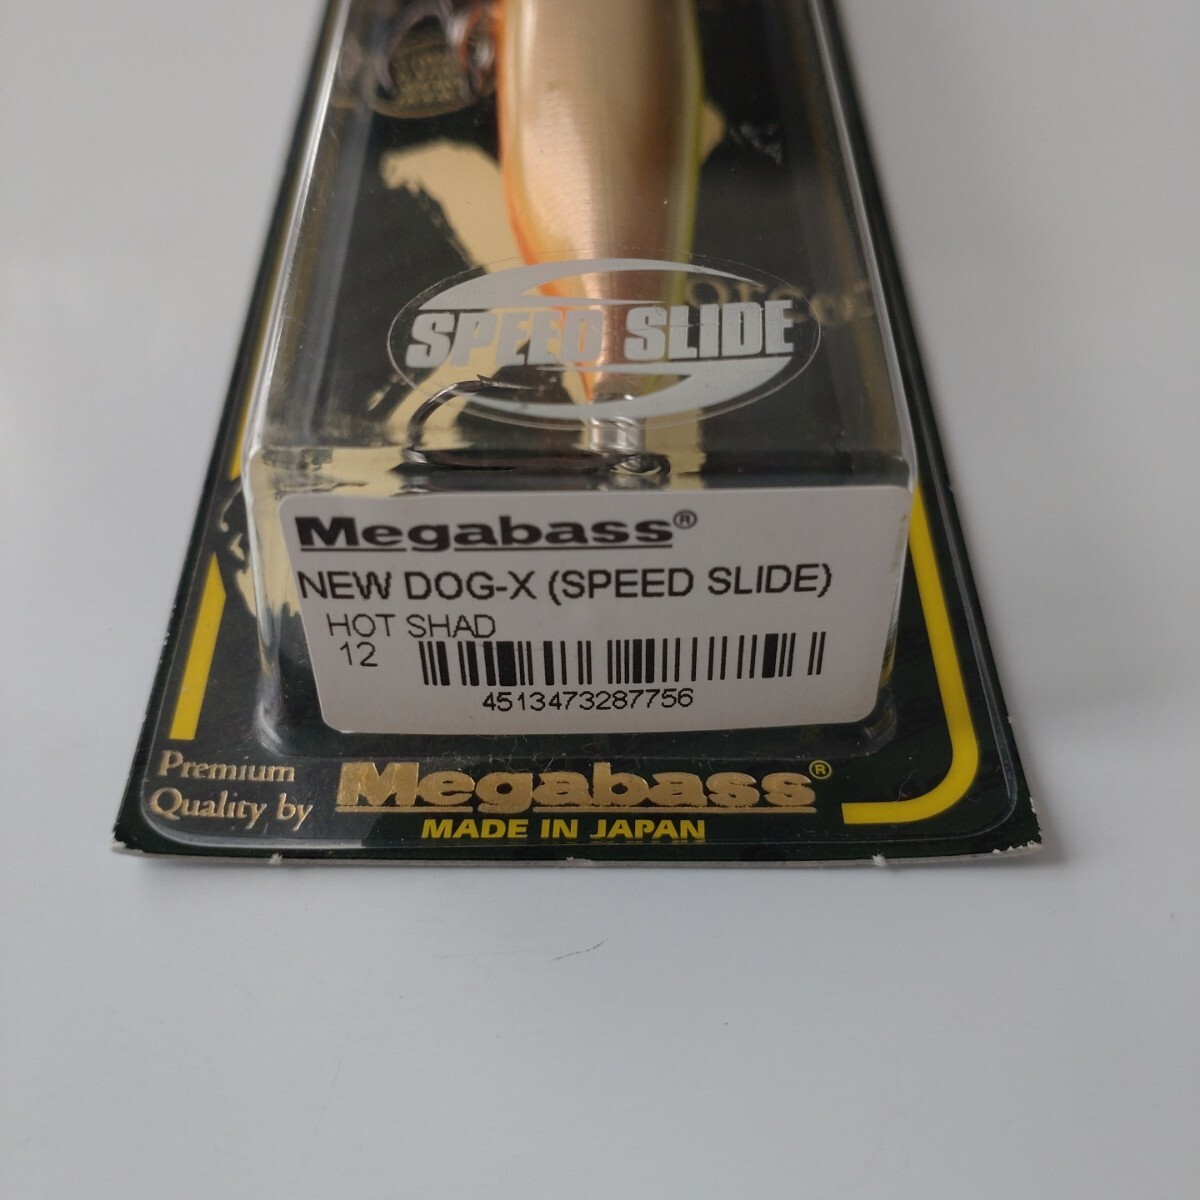 SPEED SLIDE
Megabass®
NEW DOG-X (SPEED SLIDE)
HOT SHAD
12
4513473287756
Premium
Quality by
Megabass®
MADE IN JAPAN